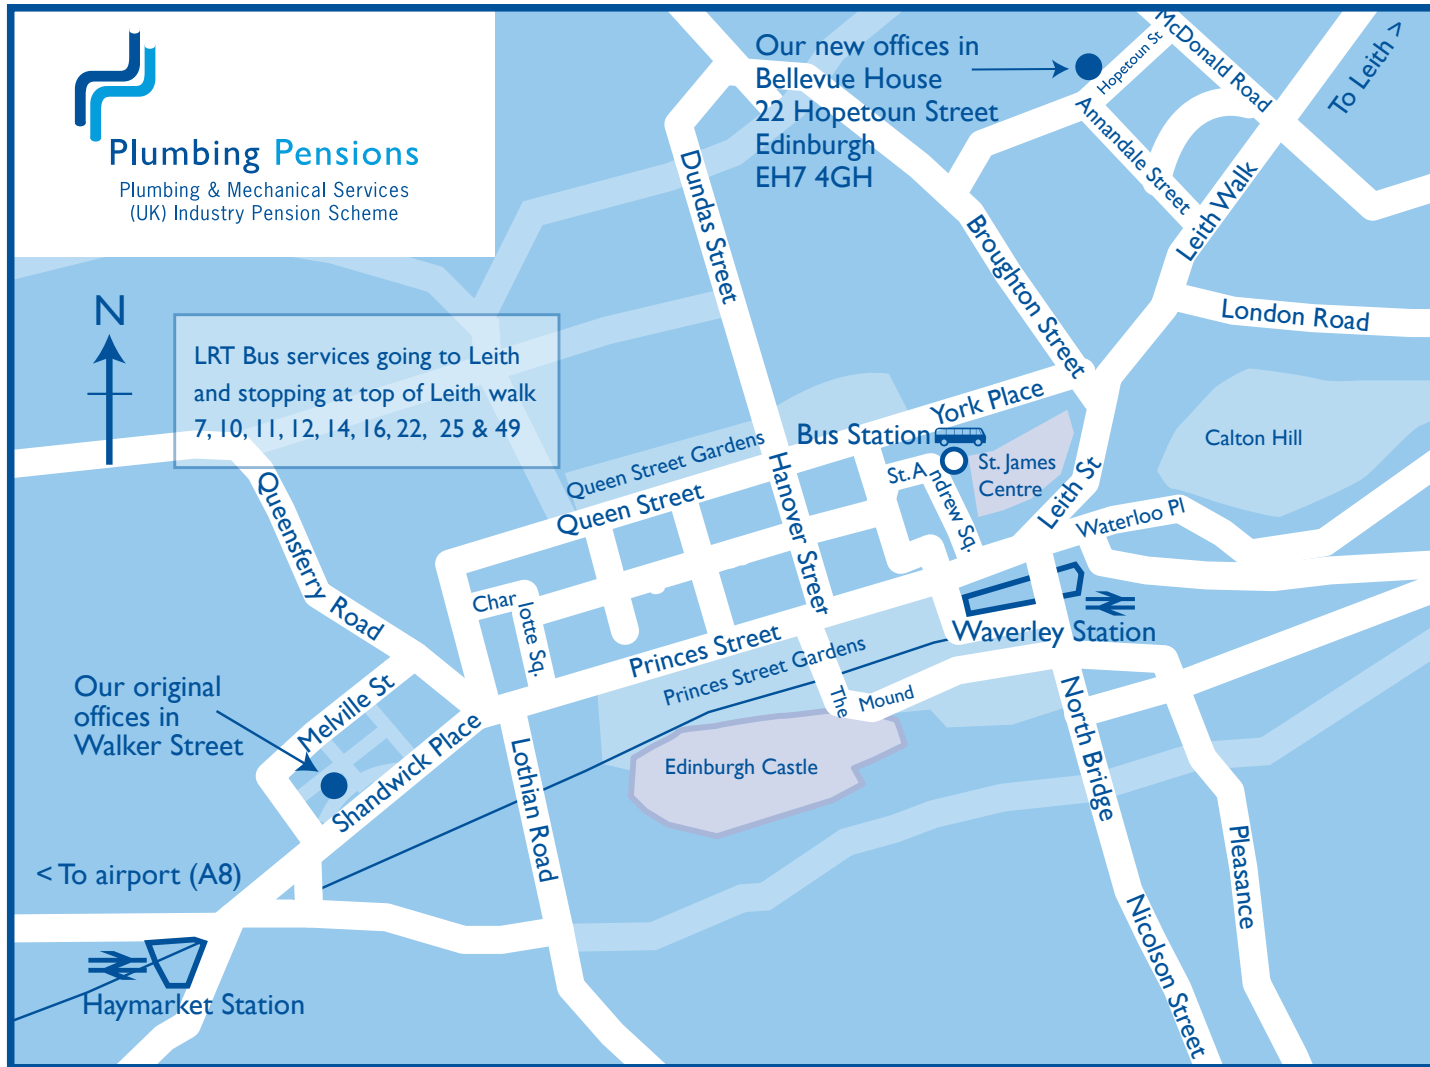 Plumbing Pensions
Plumbing & Mechanical Services
(UK) Industry Pension Scheme
Our new offices in
Bellevue House
22 Hopetoun Street
Edinburgh
EH7 4GH
Hopetoun St
McDonald Road
To Leith >
Annandale Street
Leith Walk
Dundas Street
Broughton Street
London Road
N
LRT Bus services going to Leith
and stopping at top of Leith walk
7, 10, 11, 12, 14, 16, 22, 25 & 49
York Place
Bus Station
Queen Street Gardens
Queen Street
Hanover Street
St. Andrew Sq.
St. James
Centre
Leith St
Calton Hill
Waterloo Pl
Queensferry Road
Charlotte Sq.
Princes Street
Princes Street Gardens
Waverley Station
The Mound
Our original
offices in
Walker Street
Melville St
Shandwick Place
Lothian Road
Edinburgh Castle
North Bridge
Pleasance
Nicolson Street
< To airport (A8)
Haymarket Station